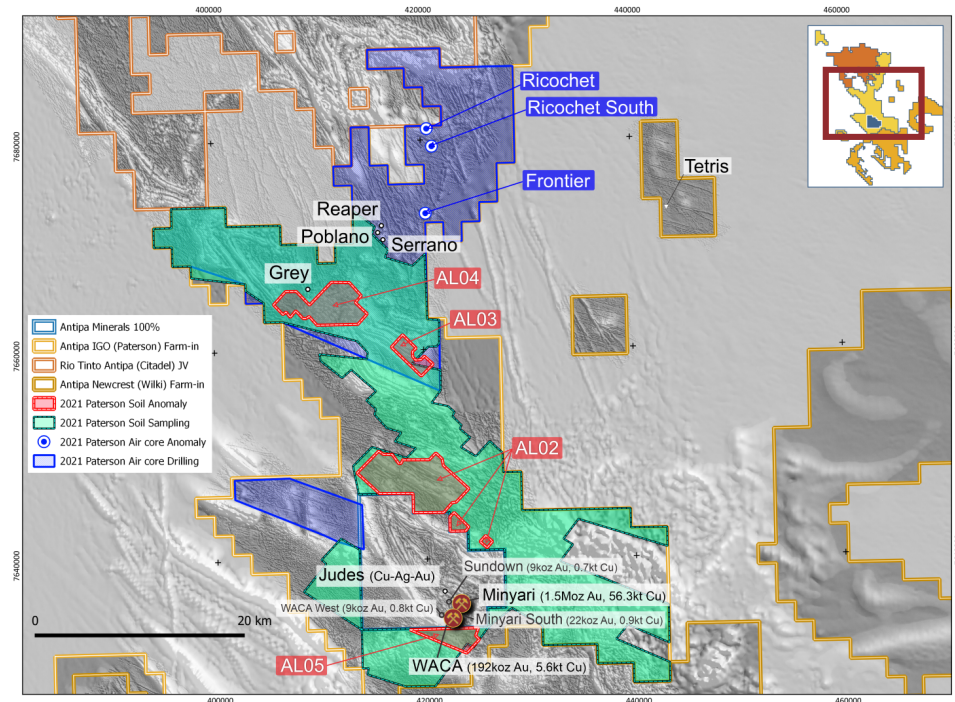 400000
420000
440000
460000
Ricochet
Ricochet South
7680000
Tetris
Frontier
Reaper
Poblano
Serrano
Grey
AL04
AL03
Antipa Minerals 100%
Antipa IGO (Paterson) Farm-in
Rio Tinto Antipa (Citadel) JV
Antipa Newcrest (Wilki) Farm-in
2021 Paterson Soil Anomaly
2021 Paterson Soil Sampling
2021 Paterson Air core Anomaly
2021 Paterson Air core Drilling
7660000
AL02
7640000
Sundown (9koz Au, 0.7kt Cu)
Judes (Cu-Ag-Au)
Minyari (1.5Moz Au, 56.3kt Cu)
WACA West (9koz Au, 0.8kt Cu)
Minyari South (22koz Au, 0.9kt Cu)
0
20 km
AL05
WACA (192koz Au, 5.6kt Cu)
400000
420000
440000
460000